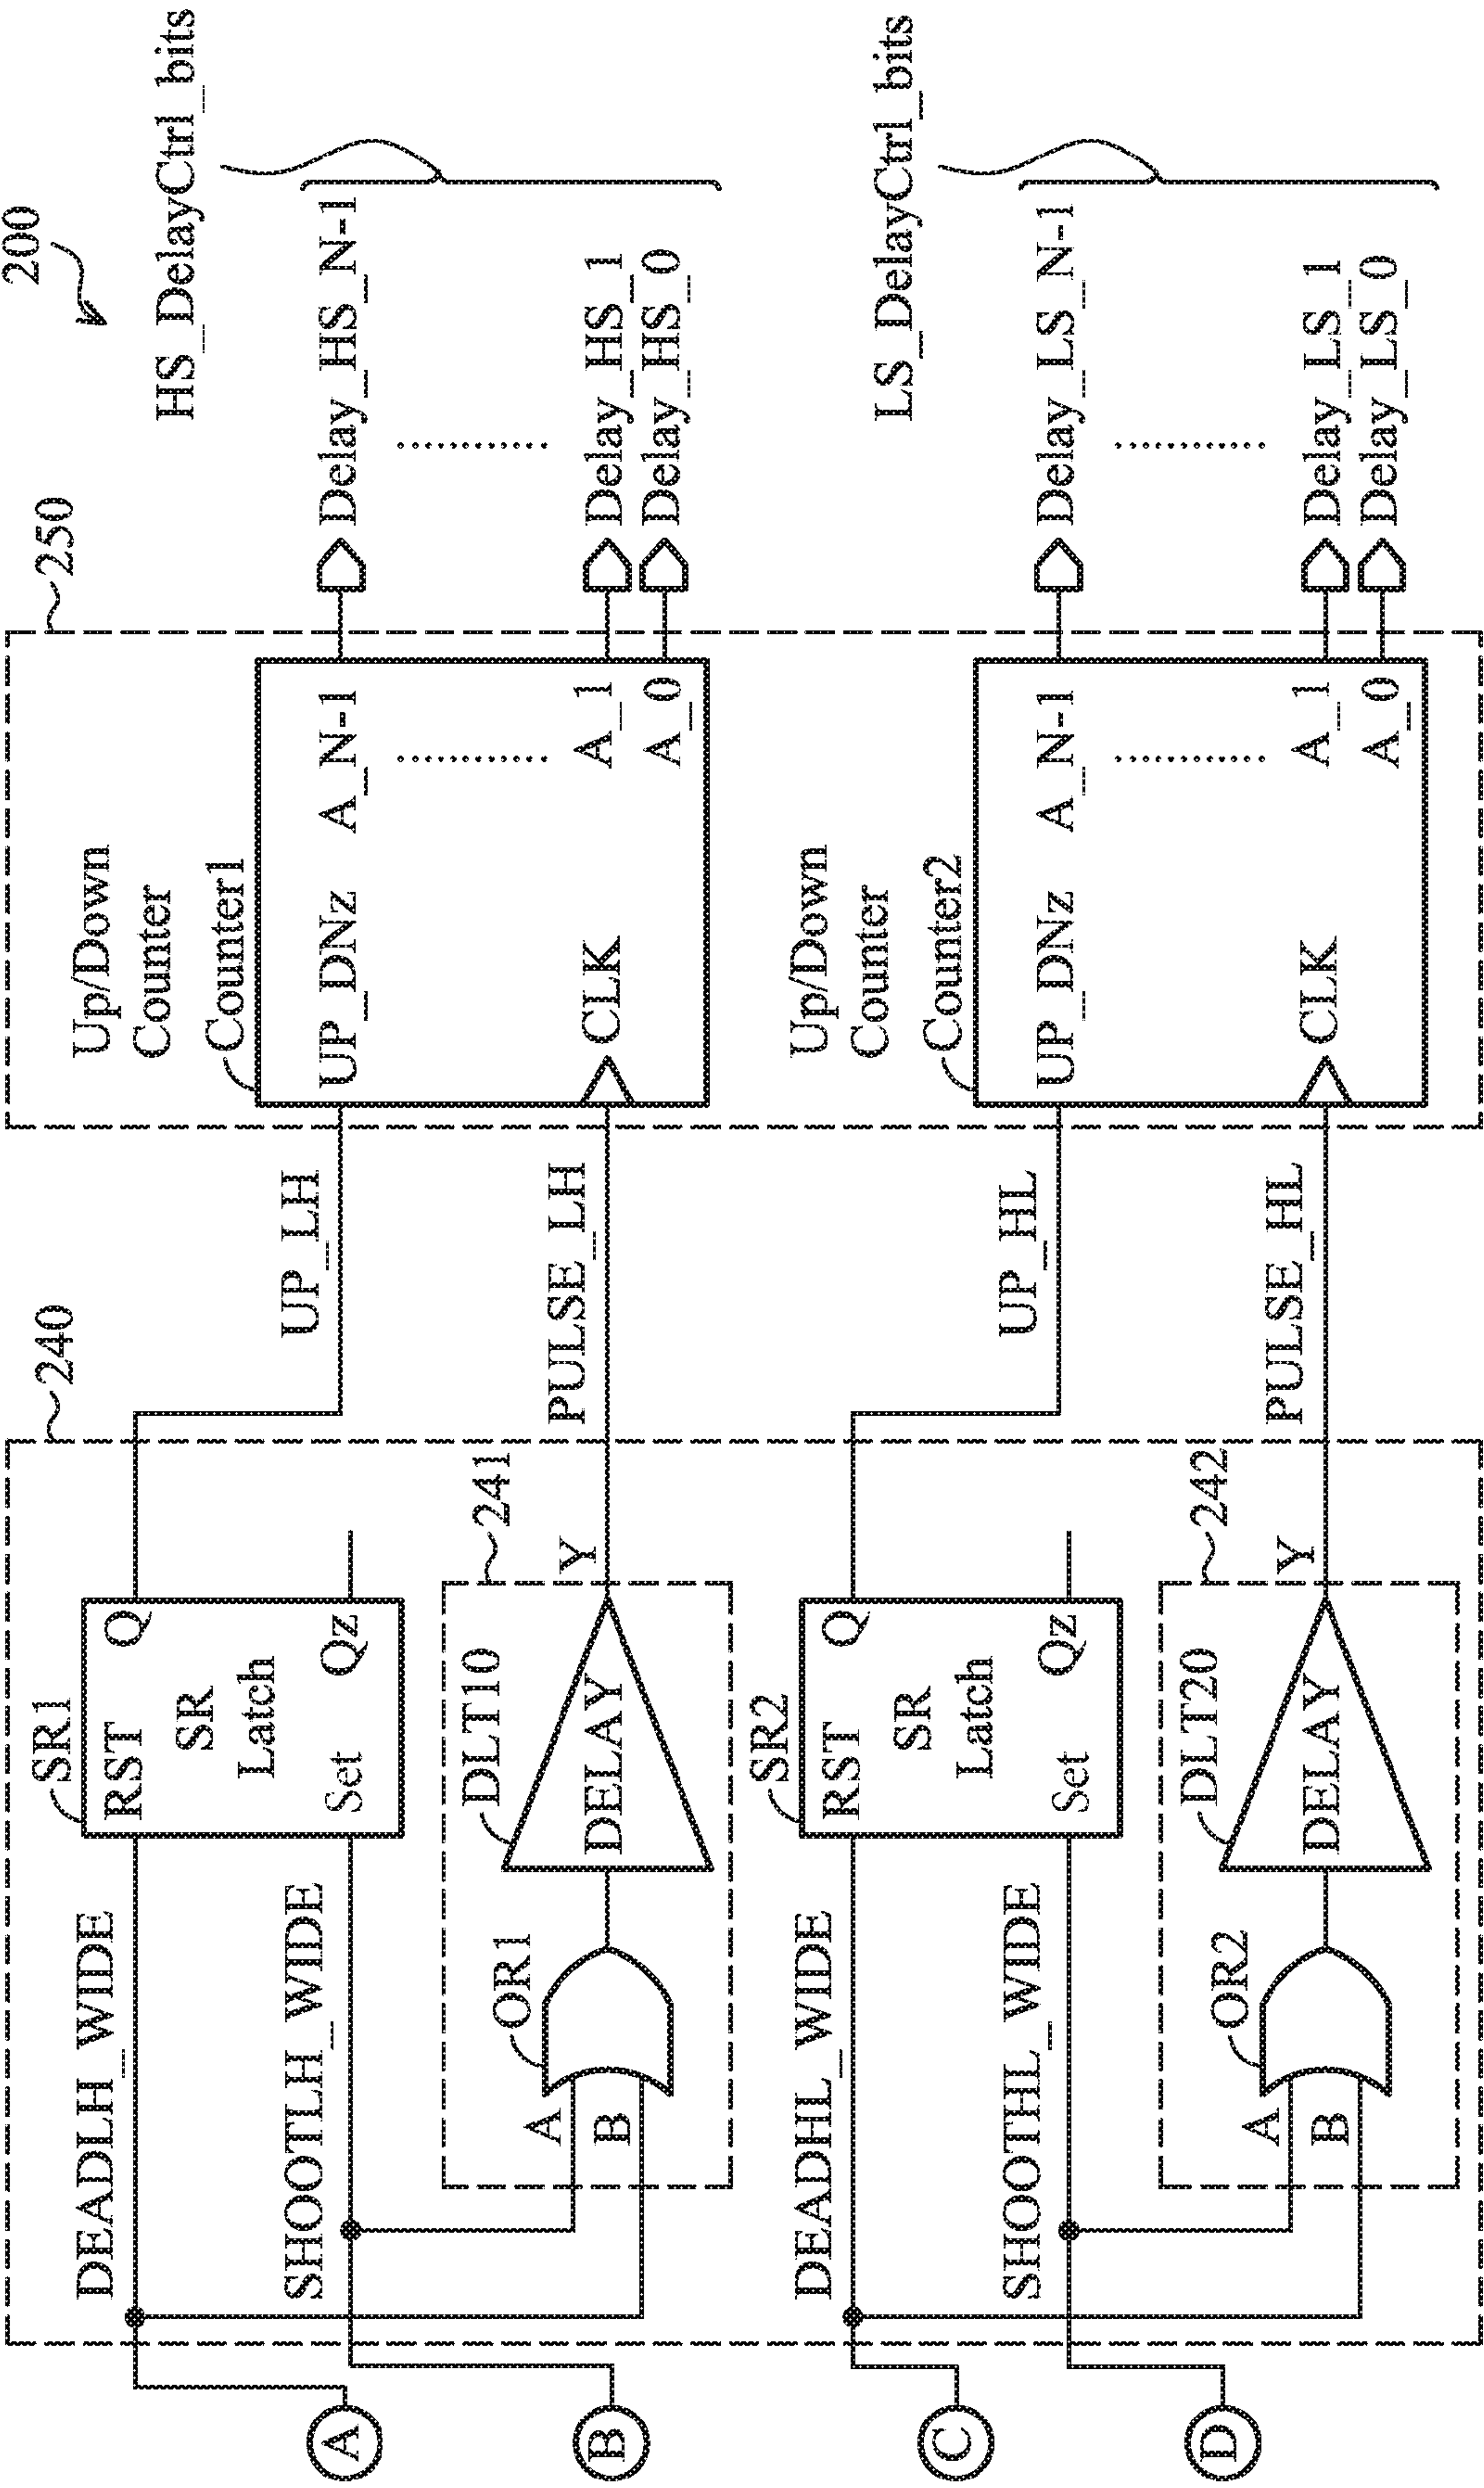 200
240
250
DEADLH_WIDE
SR1
RST
Q
SR
Latch
Set
Qz
SHOOTLH_WIDE
UP_LH
Up/Down
Counter
Counter1
UP_DNz
A_N-1
CLK
A_1
A_0
HS_DelayCtrl_bits
Delay_HS_N-1
Delay_HS_1
Delay_HS_0
241
OR1
A
B
DLT10
DELAY
Y
PULSE_LH
A
B
DEADHL_WIDE
SR2
RST
Q
SR
Latch
Set
Qz
SHOOTHL_WIDE
UP_HL
Up/Down
Counter
Counter2
UP_DNz
A_N-1
CLK
A_1
A_0
LS_DelayCtrl_bits
Delay_LS_N-1
Delay_LS_1
Delay_LS_0
242
OR2
A
B
DLT20
DELAY
Y
PULSE_HL
C
D